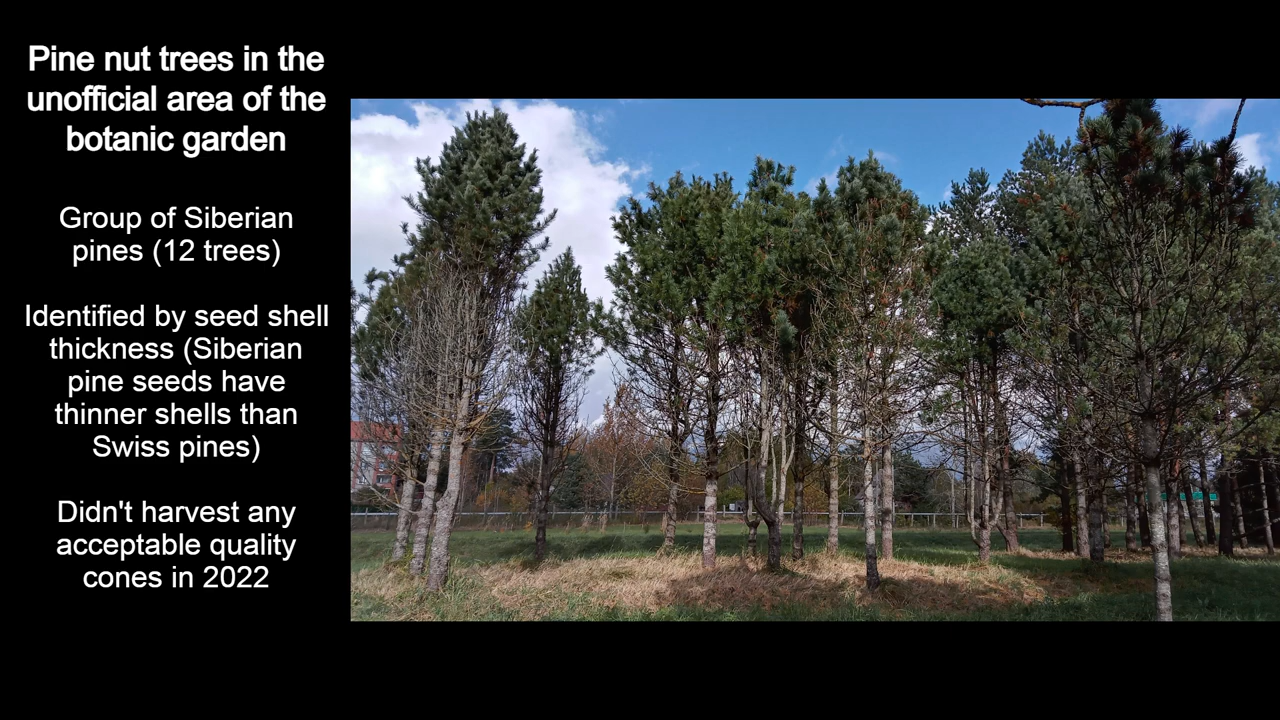 Pine nut trees in the
unofficial area of the
botanic garden
Group of Siberian
pines (12 trees)
Identified by seed shell
thickness (Siberian
pine seeds have
thinner shells than
Swiss pines)
Didn't harvest any
acceptable quality
cones in 2022